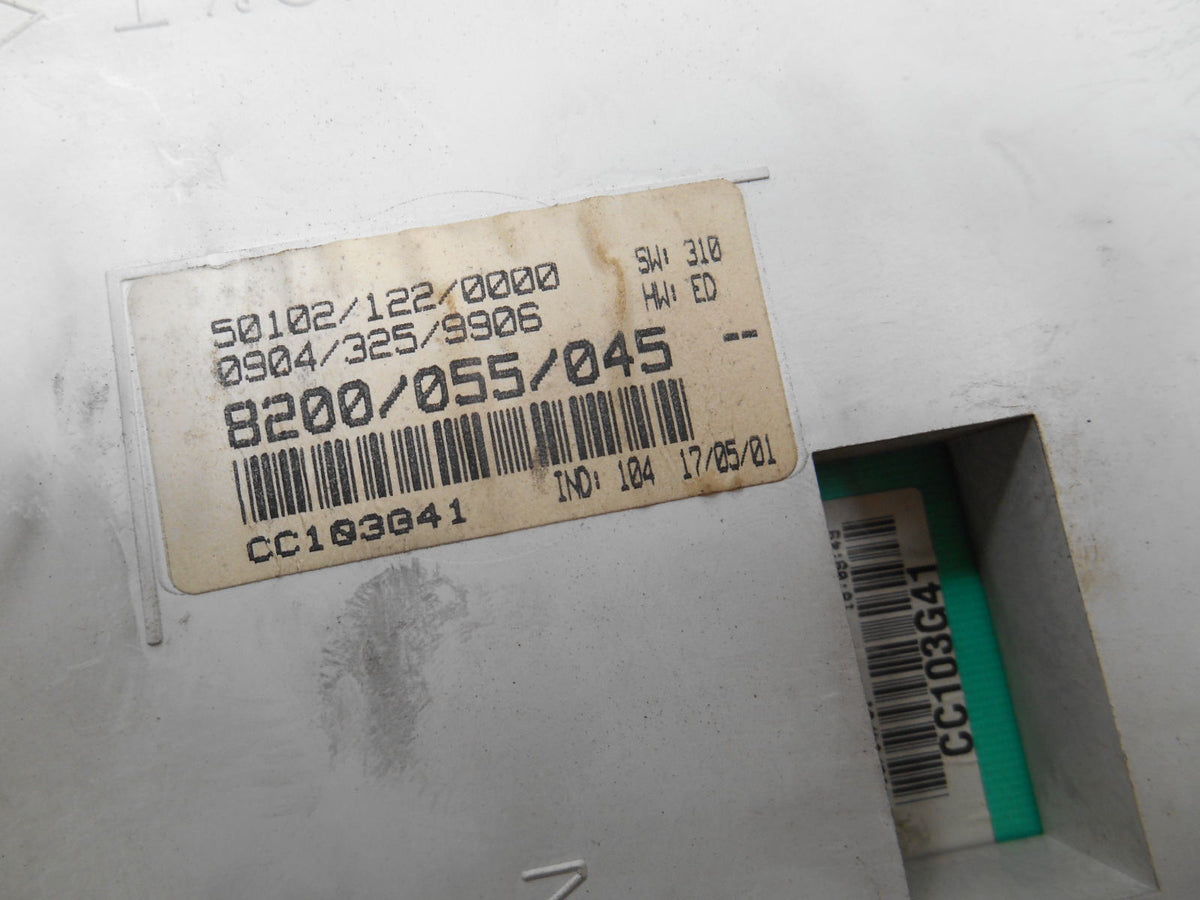 50102/122/0000
SW: 310
0904/325/9906
HW: ED
8200/055/045 --
IND: 104 17/05/01
CC103G41
CC103G41